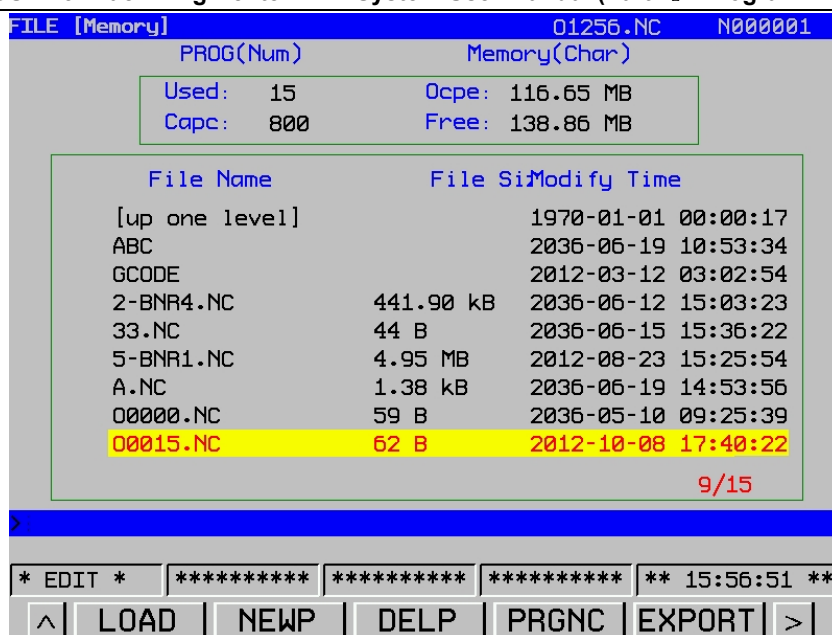 FILE [Memory] O1256.NC N000001
PROG(Num) Memory(Char)
Used: 15 Ocpe: 116.65 MB
Capc: 800 Free: 138.86 MB
File Name File Si Modify Time
[up one level] 1970-01-01 00:00:17
ABC 2036-06-19 10:53:34
GCODE 2012-03-12 03:02:54
2-BNR4.NC 441.90 kB 2036-06-12 15:03:23
33.NC 44 B 2036-06-15 15:36:22
5-BNR1.NC 4.95 MB 2012-08-23 15:25:54
A.NC 1.38 kB 2036-06-19 14:53:56
O0000.NC 59 B 2036-05-10 09:25:39
O0015.NC 62 B 2012-10-08 17:40:22
9/15
>
* EDIT * ********** ********** ********** ** 15:56:51 **
^ LOAD NEWP DELP PRGNC EXPORT >